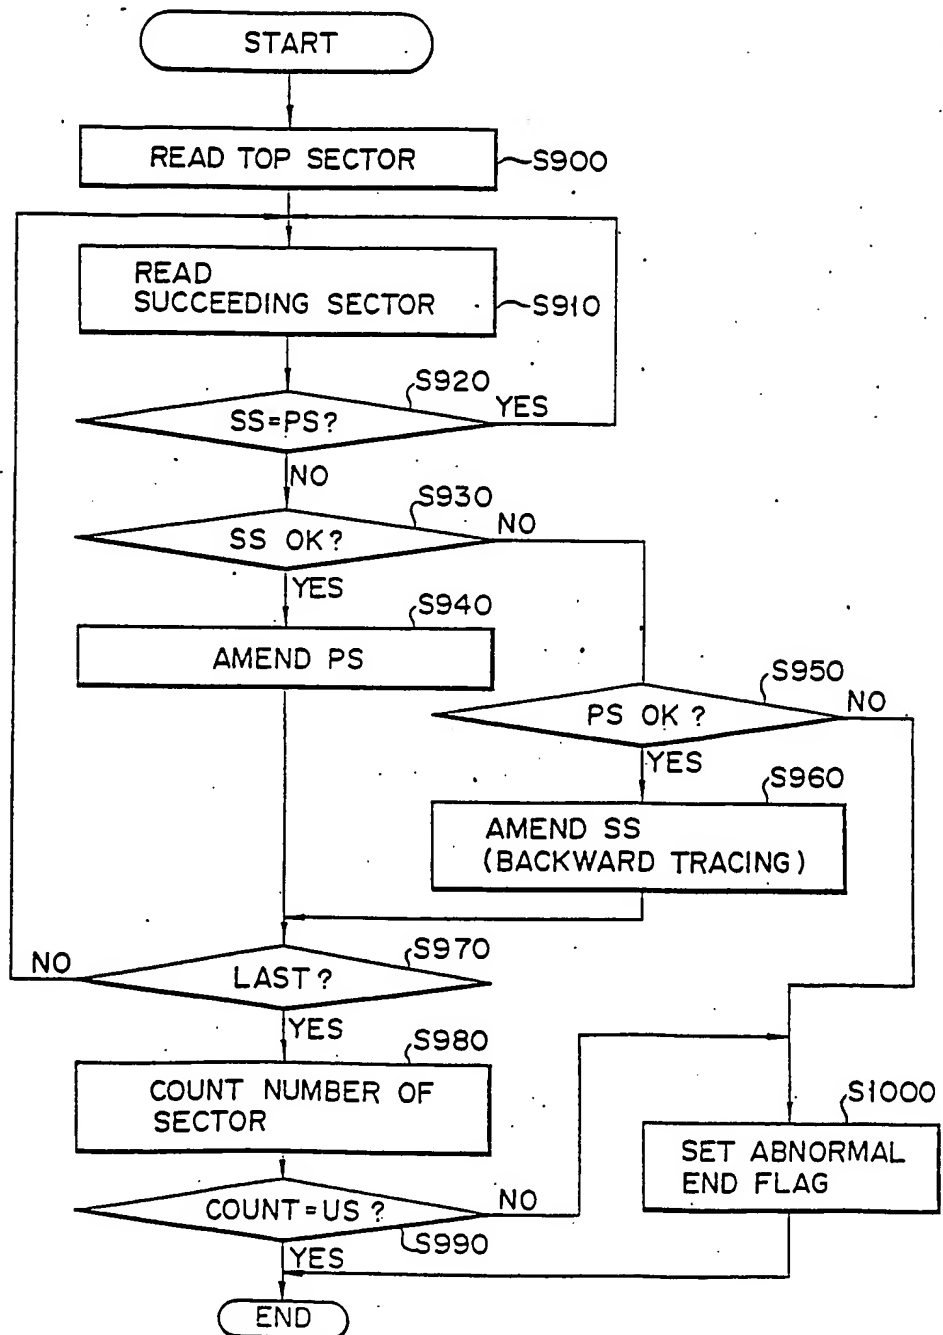 START
READ TOP SECTOR
S900
READ
SUCCEEDING SECTOR
S910
S920
SS=PS?
YES
NO
S930
SS OK?
NO
YES
S940
AMEND PS
S950
PS OK?
NO
YES
S960
AMEND SS
(BACKWARD TRACING)
S970
LAST?
NO
YES
S980
COUNT NUMBER OF
SECTOR
S1000
SET ABNORMAL
END FLAG
COUNT=US?
NO
S990
YES
END